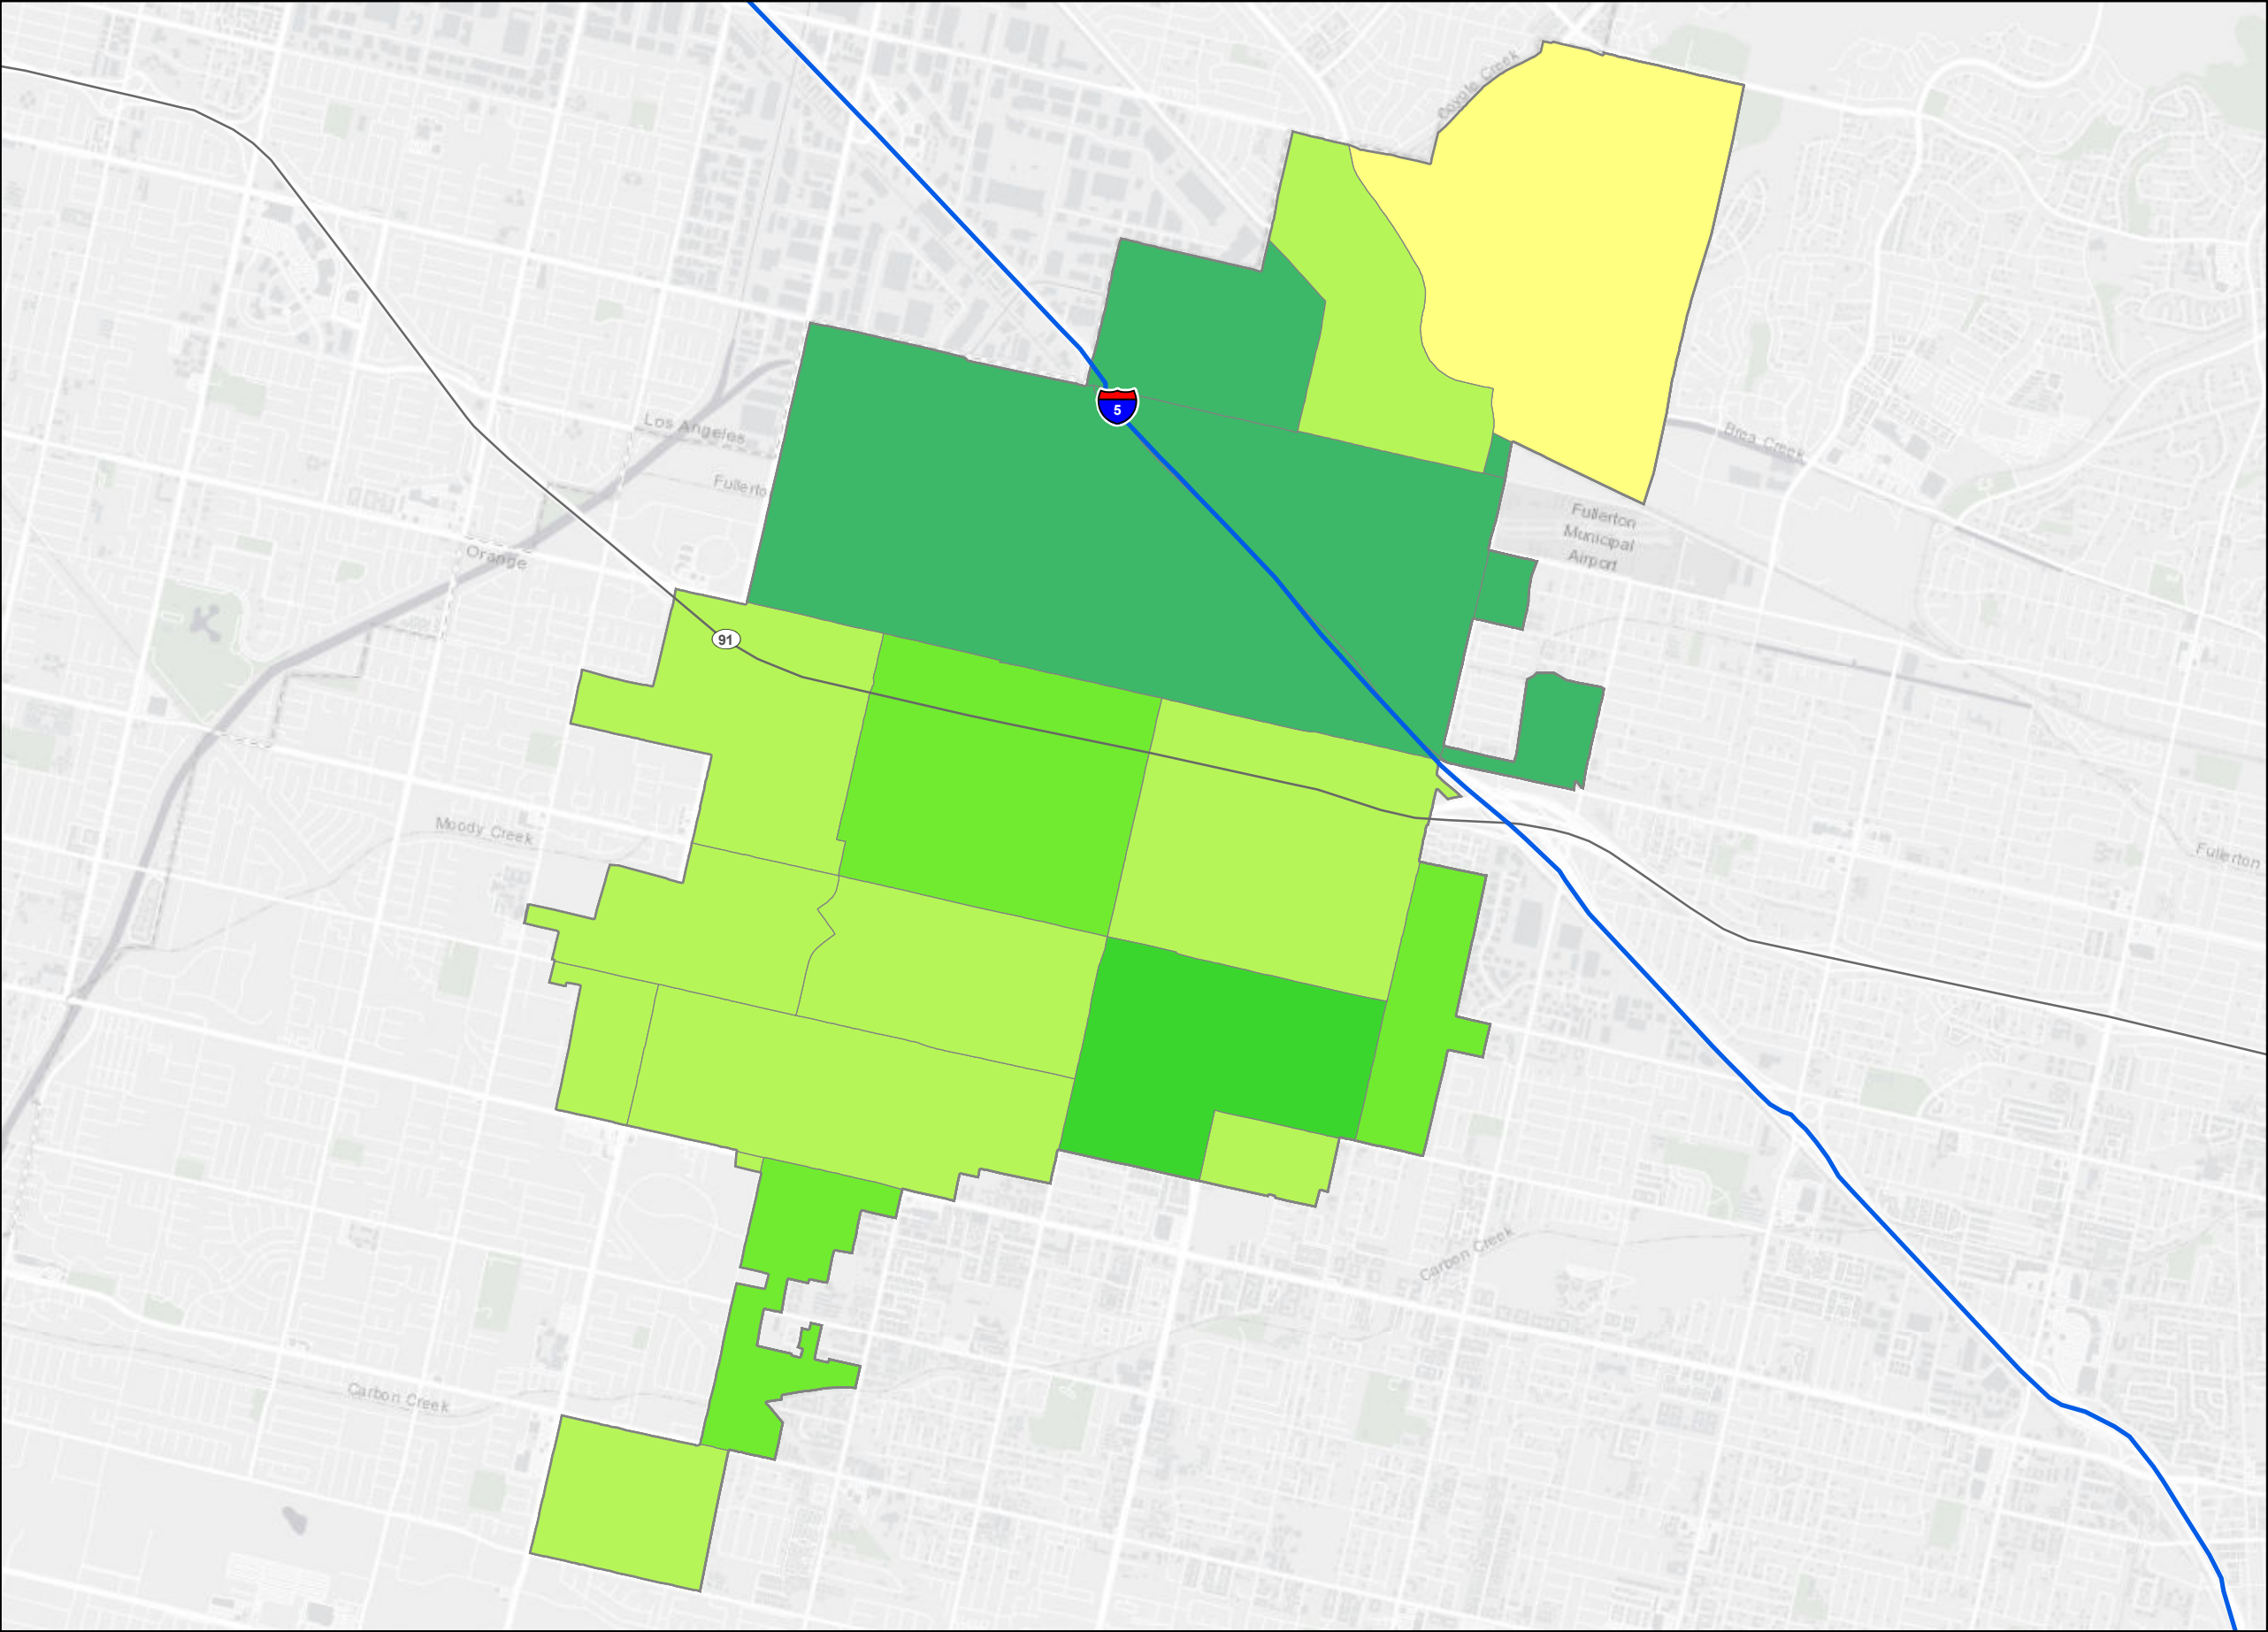 Coyote Creek
5
Los Angeles
Brea Creek
Fullerto
Fullerton
Municipal
Airport
Orange
91
Moody Creek
Fullerton
Carbon Creek
Carbon Creek